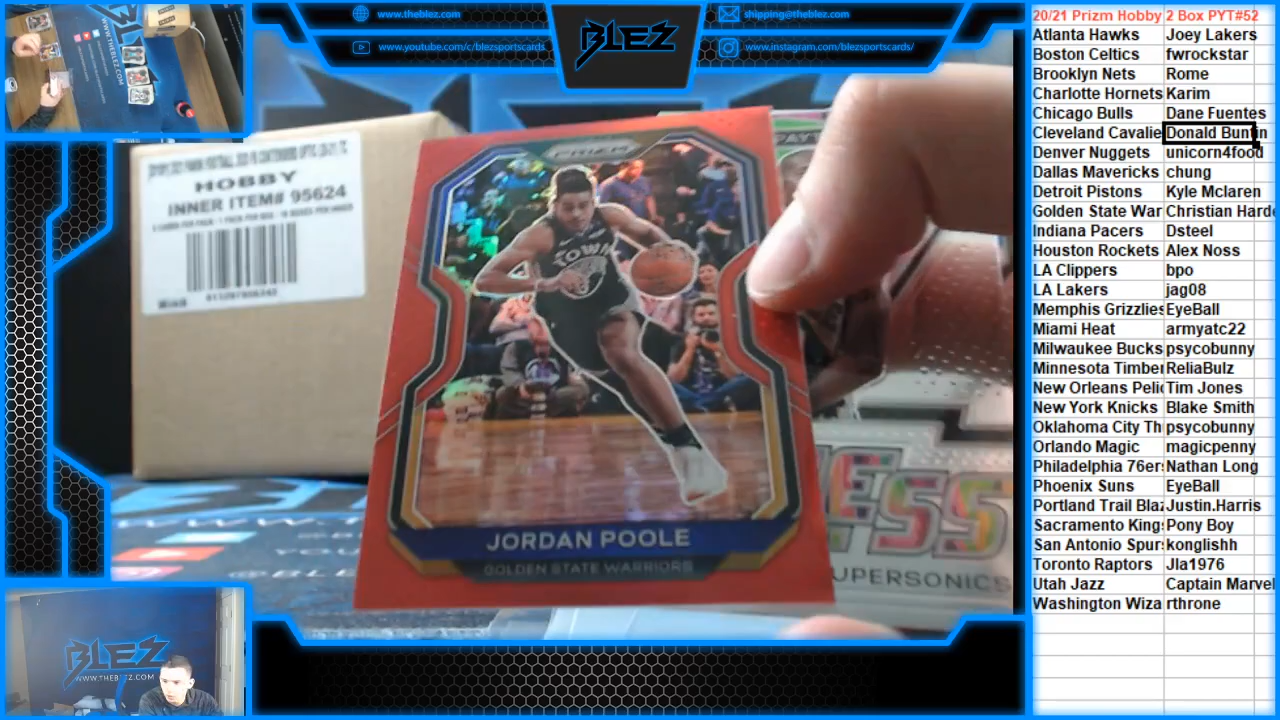 www.theblez.com
www.youtube.com/c/blezsportscards
BLEZ
shipping@theblez.com
www.instagram.com/blezsportscards/
HOBBY
INNER ITEM# 95624
PRIZM
TOWN
JORDAN POOLE
GOLDEN STATE WARRIORS
UPERSONICS
BLEZ
WWW.THEBLEZ.COM
20/21 Prizm Hobby 2 Box PYT#52
Atlanta Hawks Joey Lakers
Boston Celtics fwrockstar
Brooklyn Nets Rome
Charlotte Hornets Karim
Chicago Bulls Dane Fuentes
Cleveland Cavalie Donald Buntin
Denver Nuggets unicorn4food
Dallas Mavericks chung
Detroit Pistons Kyle Mclaren
Golden State War Christian Hard
Indiana Pacers Dsteel
Houston Rockets Alex Noss
LA Clippers bpo
LA Lakers jag08
Memphis Grizzlies EyeBall
Miami Heat armyatc22
Milwaukee Bucks psycobunny
Minnesota Timber ReliaBulz
New Orleans Peli Tim Jones
New York Knicks Blake Smith
Oklahoma City Th psycobunny
Orlando Magic magicpenny
Philadelphia 76ers Nathan Long
Phoenix Suns EyeBall
Portland Trail Blaz Justin.Harris
Sacramento King Pony Boy
San Antonio Spur konglishh
Toronto Raptors Jla1976
Utah Jazz Captain Marvel
Washington Wiza rthrone